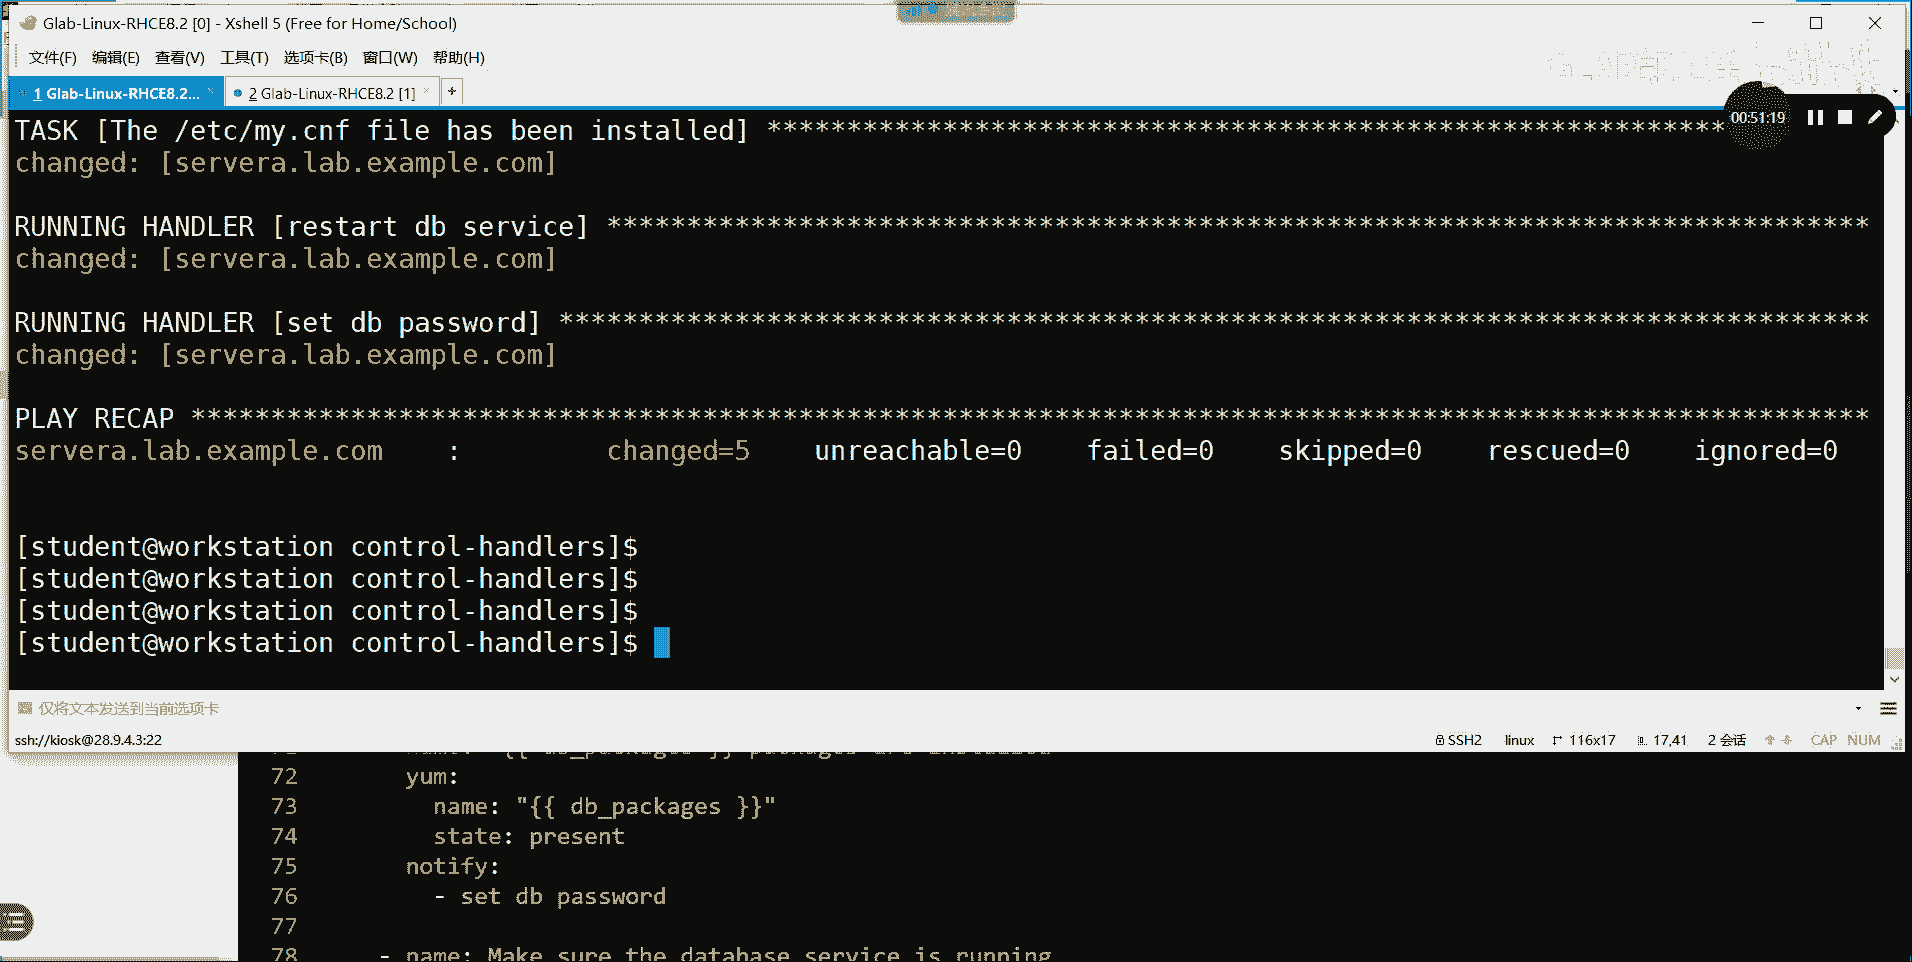 Glab-Linux-RHCE8.2 [0] - Xshell 5 (Free for Home/School)
文件(F) 编辑(E) 查看(V) 工具(T) 选项卡(B) 窗口(W) 帮助(H)
1 Glab-Linux-RHCE8.2... × 2 Glab-Linux-RHCE8.2 [1] × +
TASK [The /etc/my.cnf file has been installed] ************************************************************
00:51:19
changed: [servera.lab.example.com]
RUNNING HANDLER [restart db service] *******************************************************************************
changed: [servera.lab.example.com]
RUNNING HANDLER [set db password] **********************************************************************************
changed: [servera.lab.example.com]
PLAY RECAP *********************************************************************************************************
servera.lab.example.com : changed=5 unreachable=0 failed=0 skipped=0 rescued=0 ignored=0
[student@workstation control-handlers]$
[student@workstation control-handlers]$
[student@workstation control-handlers]$
[student@workstation control-handlers]$
仅将文本发送到当前选项卡
ssh://kiosk@28.9.4.3:22 SSH2 linux 116x17 17,41 2 会话 CAP NUM
72 yum:
73 name: "{{ db_packages }}"
74 state: present
75 notify:
76 - set db password
77
78 - name: Make sure the database service is running